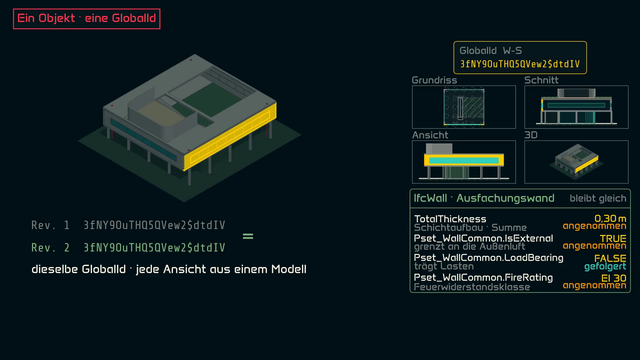 Ein Objekt · eine GlobalId
GlobalId W-S
3fNY9OuTHQ5QVew2$dtdIV
Grundriss
Schnitt
Ansicht
3D
Rev. 1 3fNY9OuTHQ5QVew2$dtdIV
Rev. 2 3fNY9OuTHQ5QVew2$dtdIV
=
dieselbe GlobalId · jede Ansicht aus einem Modell
IfcWall · Ausfachungswand bleibt gleich
TotalThickness 0.30 m
Schichtaufbau · Summe angenommen
Pset_WallCommon.IsExternal TRUE
grenzt an die Außenluft angenommen
Pset_WallCommon.LoadBearing FALSE
trägt Lasten gefolgert
Pset_WallCommon.FireRating EI 30
Feuerwiderstandsklasse angenommen